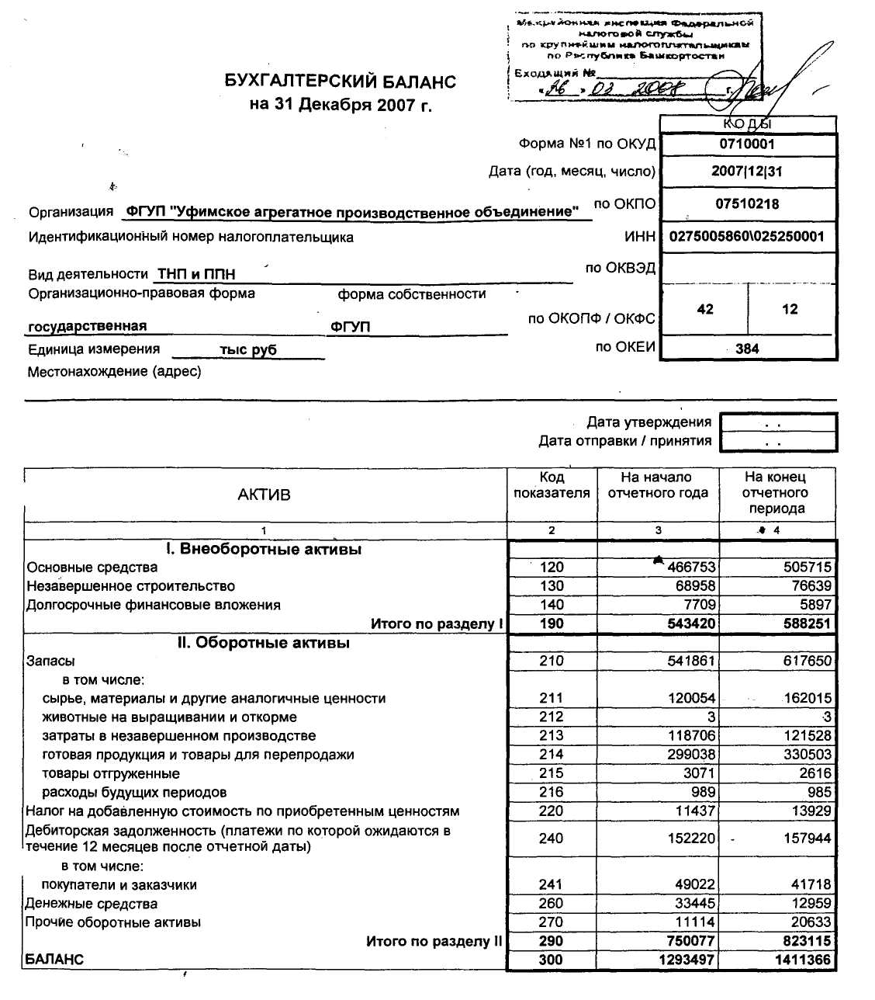 Межрайонная инспекция Федеральной
налоговой службы
по крупнейшим налогоплательщикам
по Республике Башкортостан
Входящий №
«26» 03 2008 г.
БУХГАЛТЕРСКИЙ БАЛАНС
на 31 Декабря 2007 г.
КОДЫ
Форма №1 по ОКУД 0710001
Дата (год, месяц, число) 2007|12|31
Организация ФГУП "Уфимское агрегатное производственное объединение" по ОКПО 07510218
Идентификационный номер налогоплательщика ИНН 0275005860\025250001
Вид деятельности ТНП и ППН по ОКВЭД
Организационно-правовая форма форма собственности
государственная ФГУП по ОКОПФ / ОКФС 42 12
Единица измерения тыс руб по ОКЕИ 384
Местонахождение (адрес)
Дата утверждения . .
Дата отправки / принятия . .
АКТИВ Код показателя На начало отчетного года На конец отчетного периода
1 2 3 4
I. Внеоборотные активы
Основные средства 120 466753 505715
Незавершенное строительство 130 68958 76639
Долгосрочные финансовые вложения 140 7709 5897
Итого по разделу I 190 543420 588251
II. Оборотные активы
Запасы 210 541861 617650
в том числе:
сырье, материалы и другие аналогичные ценности 211 120054 162015
животные на выращивании и откорме 212 3 3
затраты в незавершенном производстве 213 118706 121528
готовая продукция и товары для перепродажи 214 299038 330503
товары отгруженные 215 3071 2616
расходы будущих периодов 216 989 985
Налог на добавленную стоимость по приобретенным ценностям 220 11437 13929
Дебиторская задолженность (платежи по которой ожидаются в
течение 12 месяцев после отчетной даты) 240 152220 157944
в том числе:
покупатели и заказчики 241 49022 41718
Денежные средства 260 33445 12959
Прочие оборотные активы 270 11114 20633
Итого по разделу II 290 750077 823115
БАЛАНС 300 1293497 1411366